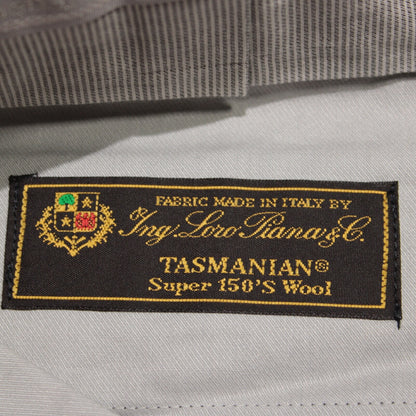 FABRIC MADE IN ITALY BY
Ing. Loro Piana & C.
TASMANIAN®
Super 150'S Wool